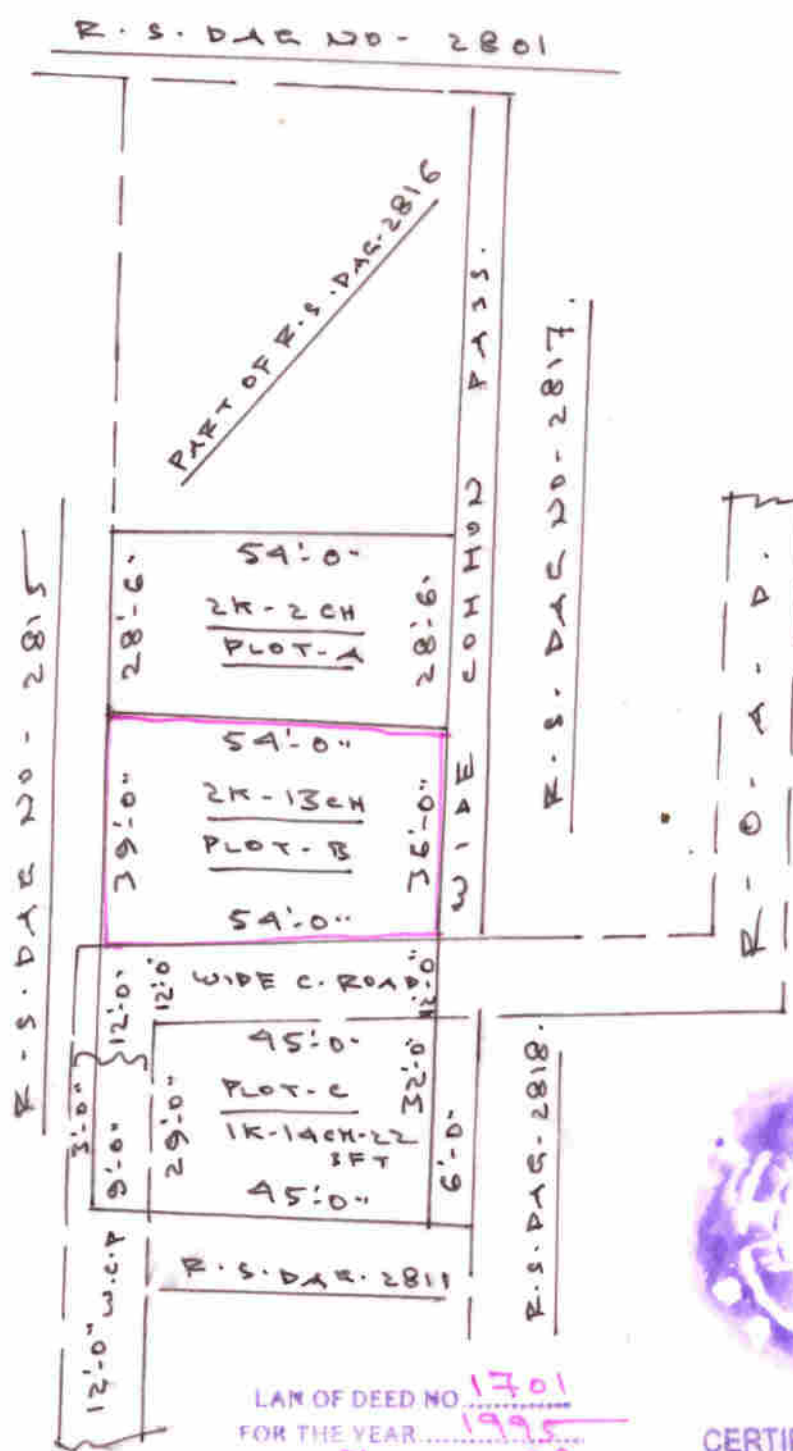 R. S. DAG NO - 2801
PART OF R.S. DAG-2816
WIDE COMMON PASS.
R.S. DAG NO-2817.
R.S. DAG NO-2815
R-O-A-D.
54'-0"
28'-6"
2K-2CH
PLOT-A
28'-6"
54'-0"
39'-0"
2K-13CH
PLOT-B
36'-0"
54'-0"
12'-0"
12'-0"
WIDE C. ROAD
12'-0"
45'-0"
29'-0"
PLOT-C
1K-14CH-22
SFT
32'-0"
45'-0"
3'-0"
9'-0"
6'-0"
R.S. DAG-2818.
R.S. DAG. 2811
12'-0" W.C.P
LAN OF DEED NO 1701
FOR THE YEAR 1995
CERTIFI